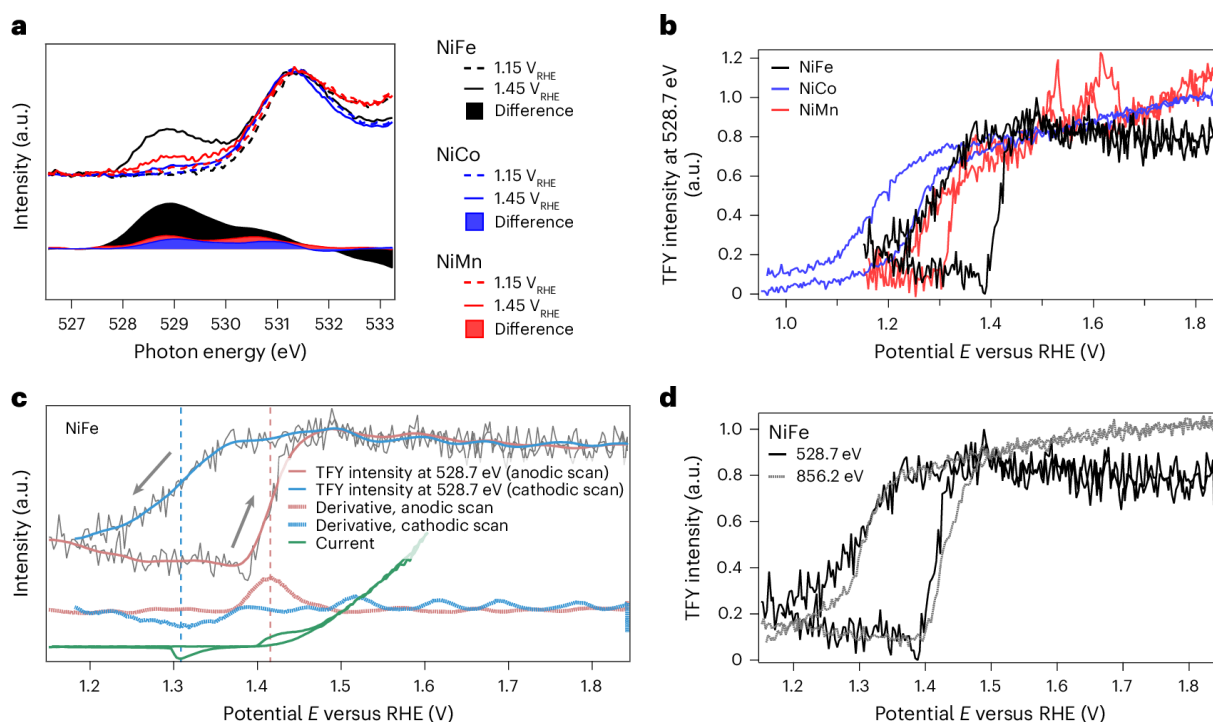 a
Intensity (a.u.)
527 528 529 530 531 532 533
Photon energy (eV)
NiFe
1.15 V_RHE
1.45 V_RHE
Difference
NiCo
1.15 V_RHE
1.45 V_RHE
Difference
NiMn
1.15 V_RHE
1.45 V_RHE
Difference
b
TFY intensity at 528.7 eV
(a.u.)
1.2
1.0
0.8
0.6
0.4
0.2
0
NiFe
NiCo
NiMn
1.0 1.2 1.4 1.6 1.8
Potential E versus RHE (V)
c
Intensity (a.u.)
NiFe
TFY intensity at 528.7 eV (anodic scan)
TFY intensity at 528.7 eV (cathodic scan)
Derivative, anodic scan
Derivative, cathodic scan
Current
1.2 1.3 1.4 1.5 1.6 1.7 1.8
Potential E versus RHE (V)
d
TFY intensity (a.u.)
1.0
0.8
0.6
0.4
0.2
0
NiFe
528.7 eV
856.2 eV
1.2 1.3 1.4 1.5 1.6 1.7 1.8
Potential E versus RHE (V)